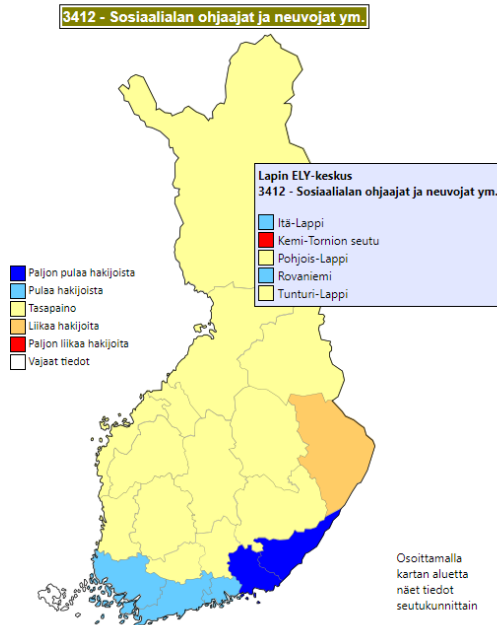 3412 - Sosiaalialan ohjaajat ja neuvojat ym.
Lapin ELY-keskus
3412 - Sosiaalialan ohjaajat ja neuvojat ym.
Itä-Lappi
Kemi-Tornion seutu
Pohjois-Lappi
Rovaniemi
Tunturi-Lappi
Paljon pulaa hakijoista
Pulaa hakijoista
Tasapaino
Liikaa hakijoita
Paljon liikaa hakijoita
Vajaat tiedot
Osoittamalla
kartan aluetta
näet tiedot
seutukunnittain